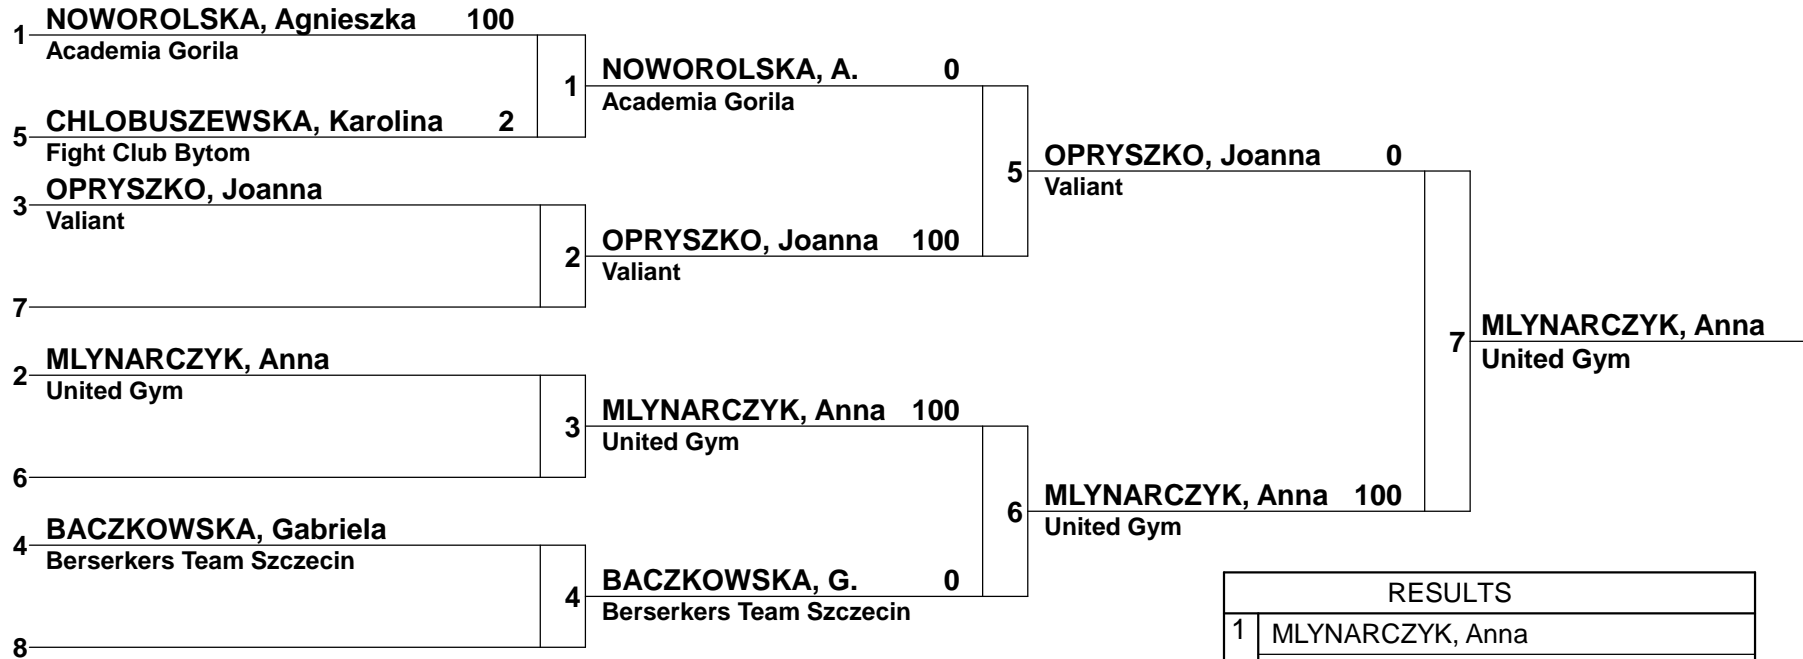 NOWOROLSKA, Agnieszka 100
1
Academia Gorila
CHLOBUSZEWSKA, Karolina 2
5
Fight Club Bytom
OPRYSZKO, Joanna
3
Valiant
7
MLYNARCZYK, Anna
2
United Gym
6
BACZKOWSKA, Gabriela
4
Berserkers Team Szczecin
8
1
NOWOROLSKA, A. 0
Academia Gorila
2
OPRYSZKO, Joanna 100
Valiant
3
MLYNARCZYK, Anna 100
United Gym
4
BACZKOWSKA, G. 0
Berserkers Team Szczecin
5
OPRYSZKO, Joanna 0
Valiant
6
MLYNARCZYK, Anna 100
United Gym
7
MLYNARCZYK, Anna
United Gym
RESULTS
1 MLYNARCZYK, Anna